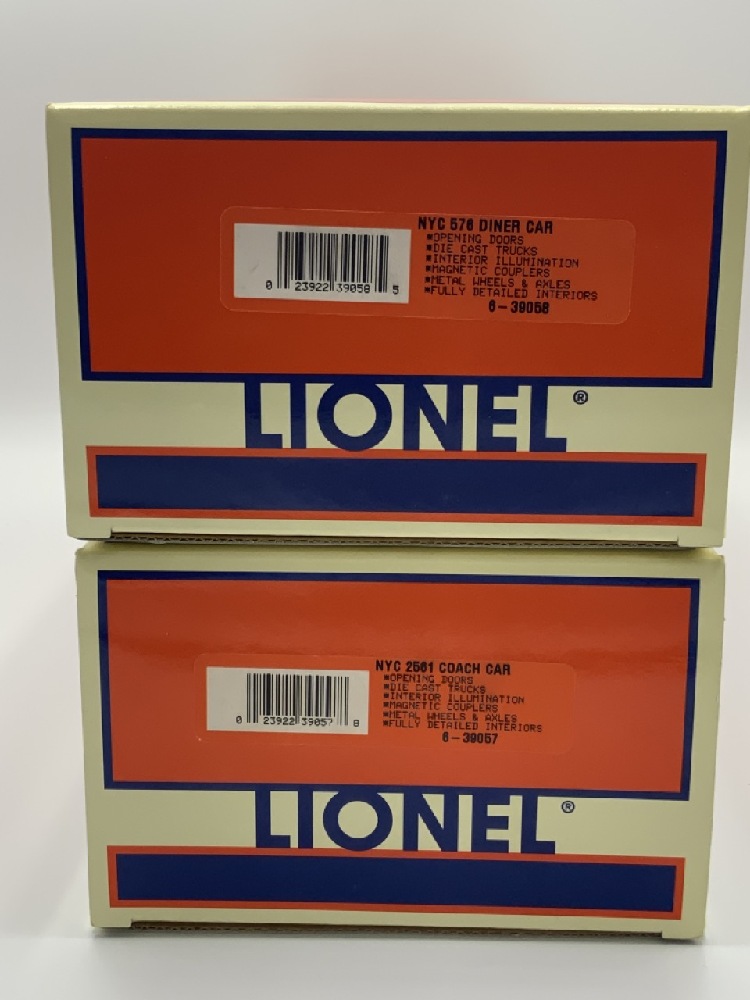 NYC 576 DINER CAR
*OPENING DOORS
*DIE CAST TRUCKS
*INTERIOR ILLUMINATION
*MAGNETIC COUPLERS
*METAL WHEELS & AXLES
*FULLY DETAILED INTERIORS
6-39058
0 23922 39058 5
LIONEL®
NYC 2561 COACH CAR
*OPENING DOORS
*DIE CAST TRUCKS
*INTERIOR ILLUMINATION
*MAGNETIC COUPLERS
*METAL WHEELS & AXLES
*FULLY DETAILED INTERIORS
6-39057
0 23922 39057 8
LIONEL®